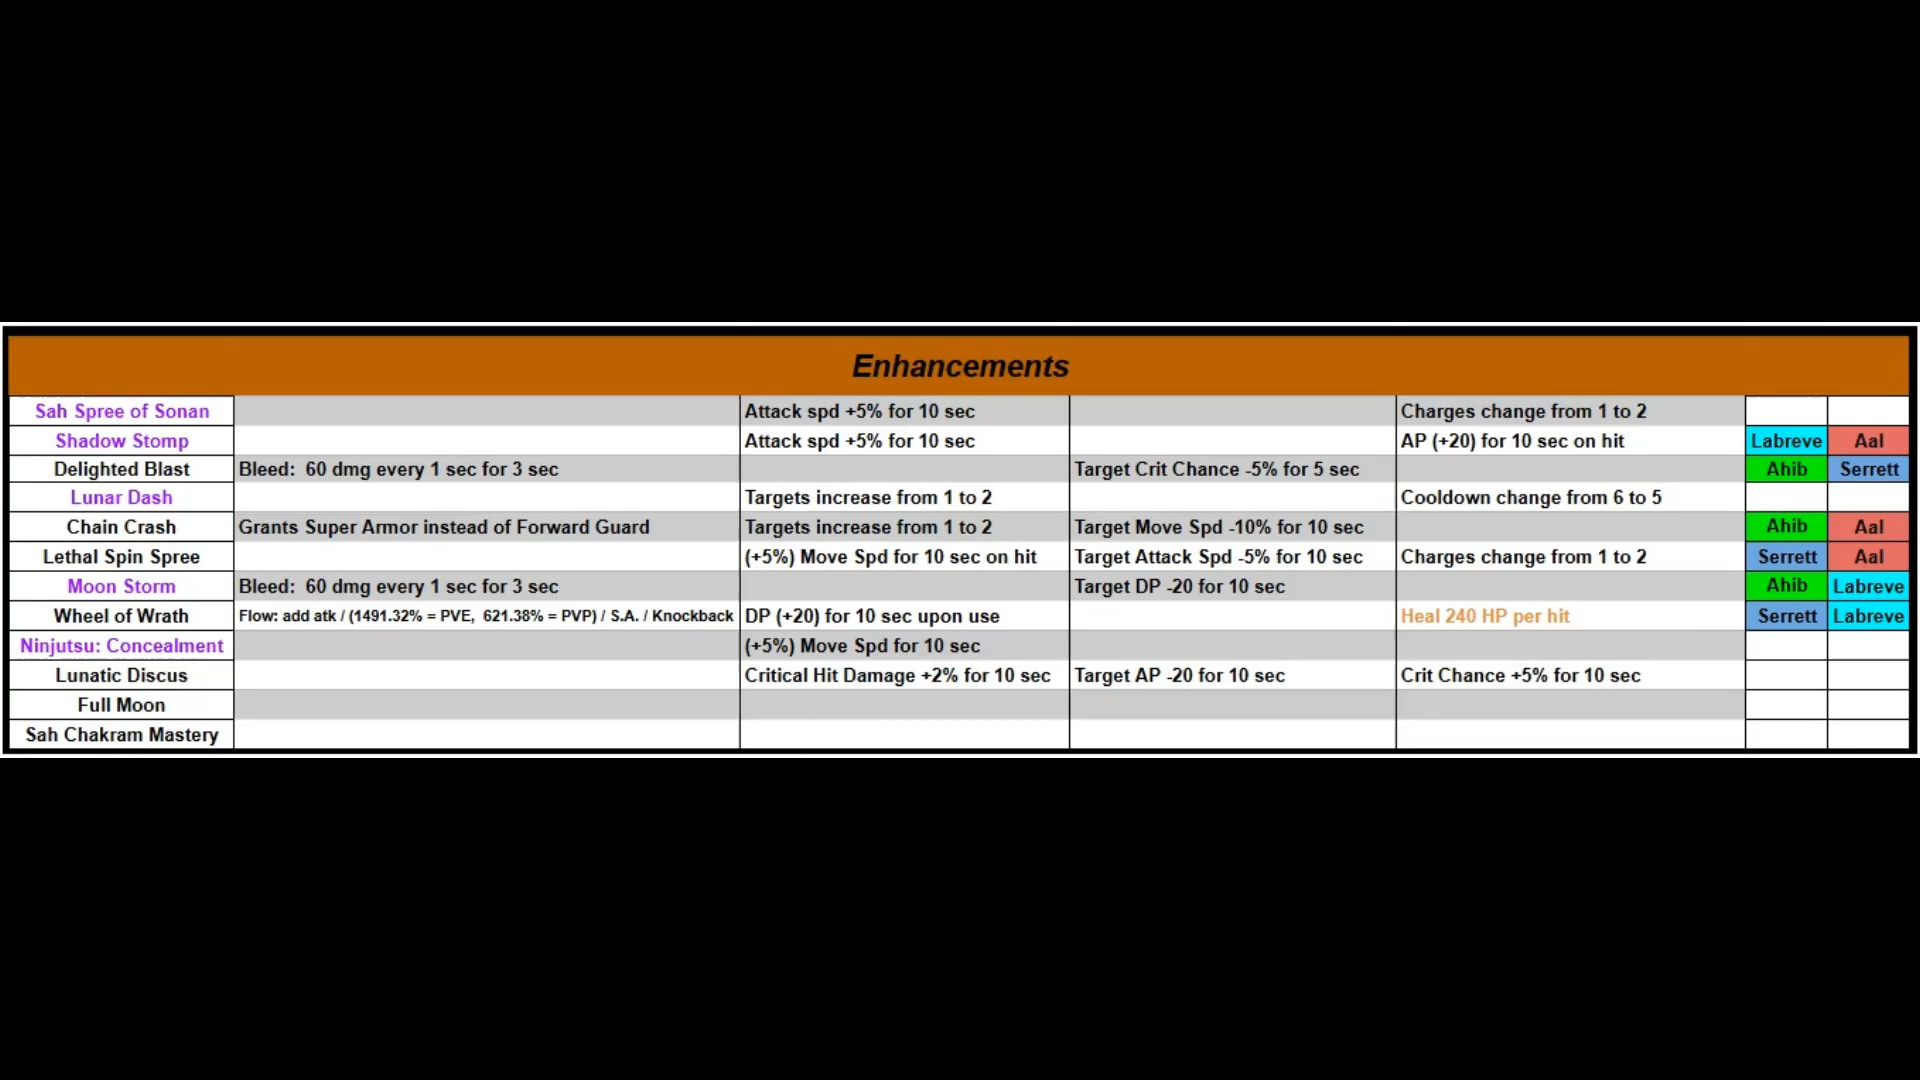 Enhancements
Sah Spree of Sonan Attack spd +5% for 10 sec Charges change from 1 to 2
Shadow Stomp Attack spd +5% for 10 sec AP (+20) for 10 sec on hit Labreve Aal
Delighted Blast Bleed: 60 dmg every 1 sec for 3 sec Target Crit Chance -5% for 5 sec Ahib Serrett
Lunar Dash Targets increase from 1 to 2 Cooldown change from 6 to 5
Chain Crash Grants Super Armor instead of Forward Guard Targets increase from 1 to 2 Target Move Spd -10% for 10 sec Ahib Aal
Lethal Spin Spree (+5%) Move Spd for 10 sec on hit Target Attack Spd -5% for 10 sec Charges change from 1 to 2 Serrett Aal
Moon Storm Bleed: 60 dmg every 1 sec for 3 sec Target DP -20 for 10 sec Ahib Labreve
Wheel of Wrath Flow: add atk / (1491.32% = PVE, 621.38% = PVP) / S.A. / Knockback DP (+20) for 10 sec upon use Heal 240 HP per hit Serrett Labreve
Ninjutsu: Concealment (+5%) Move Spd for 10 sec
Lunatic Discus Critical Hit Damage +2% for 10 sec Target AP -20 for 10 sec Crit Chance +5% for 10 sec
Full Moon
Sah Chakram Mastery